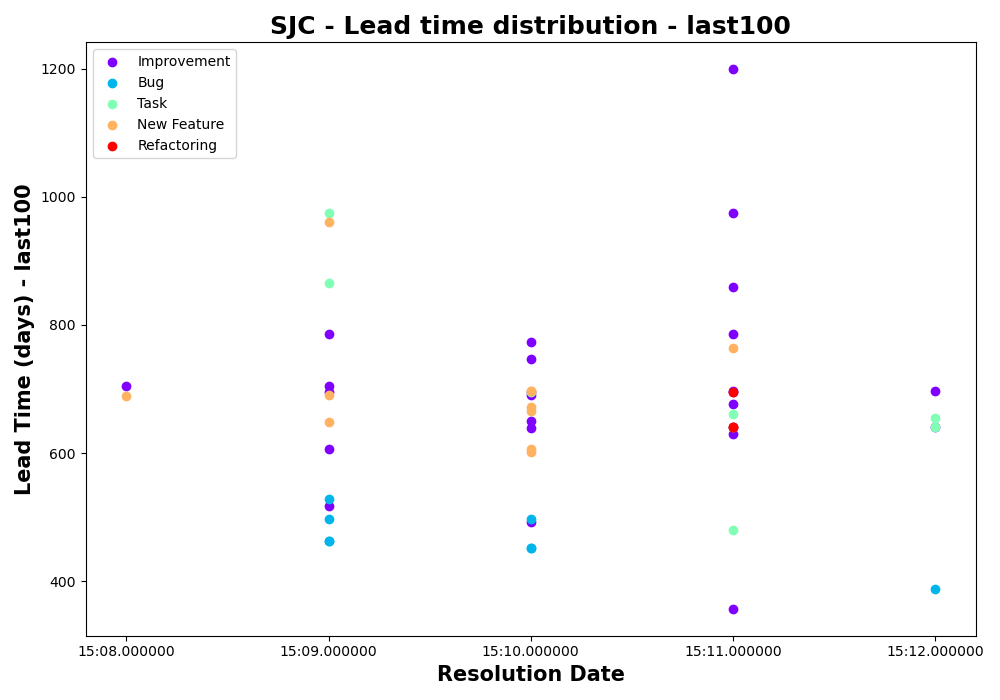 SJC - Lead time distribution - last100
Improvement
Bug
Task
New Feature
Refactoring
Lead Time (days) - last100
1200
1000
800
600
400
15:08.000000 15:09.000000 15:10.000000 15:11.000000 15:12.000000
Resolution Date